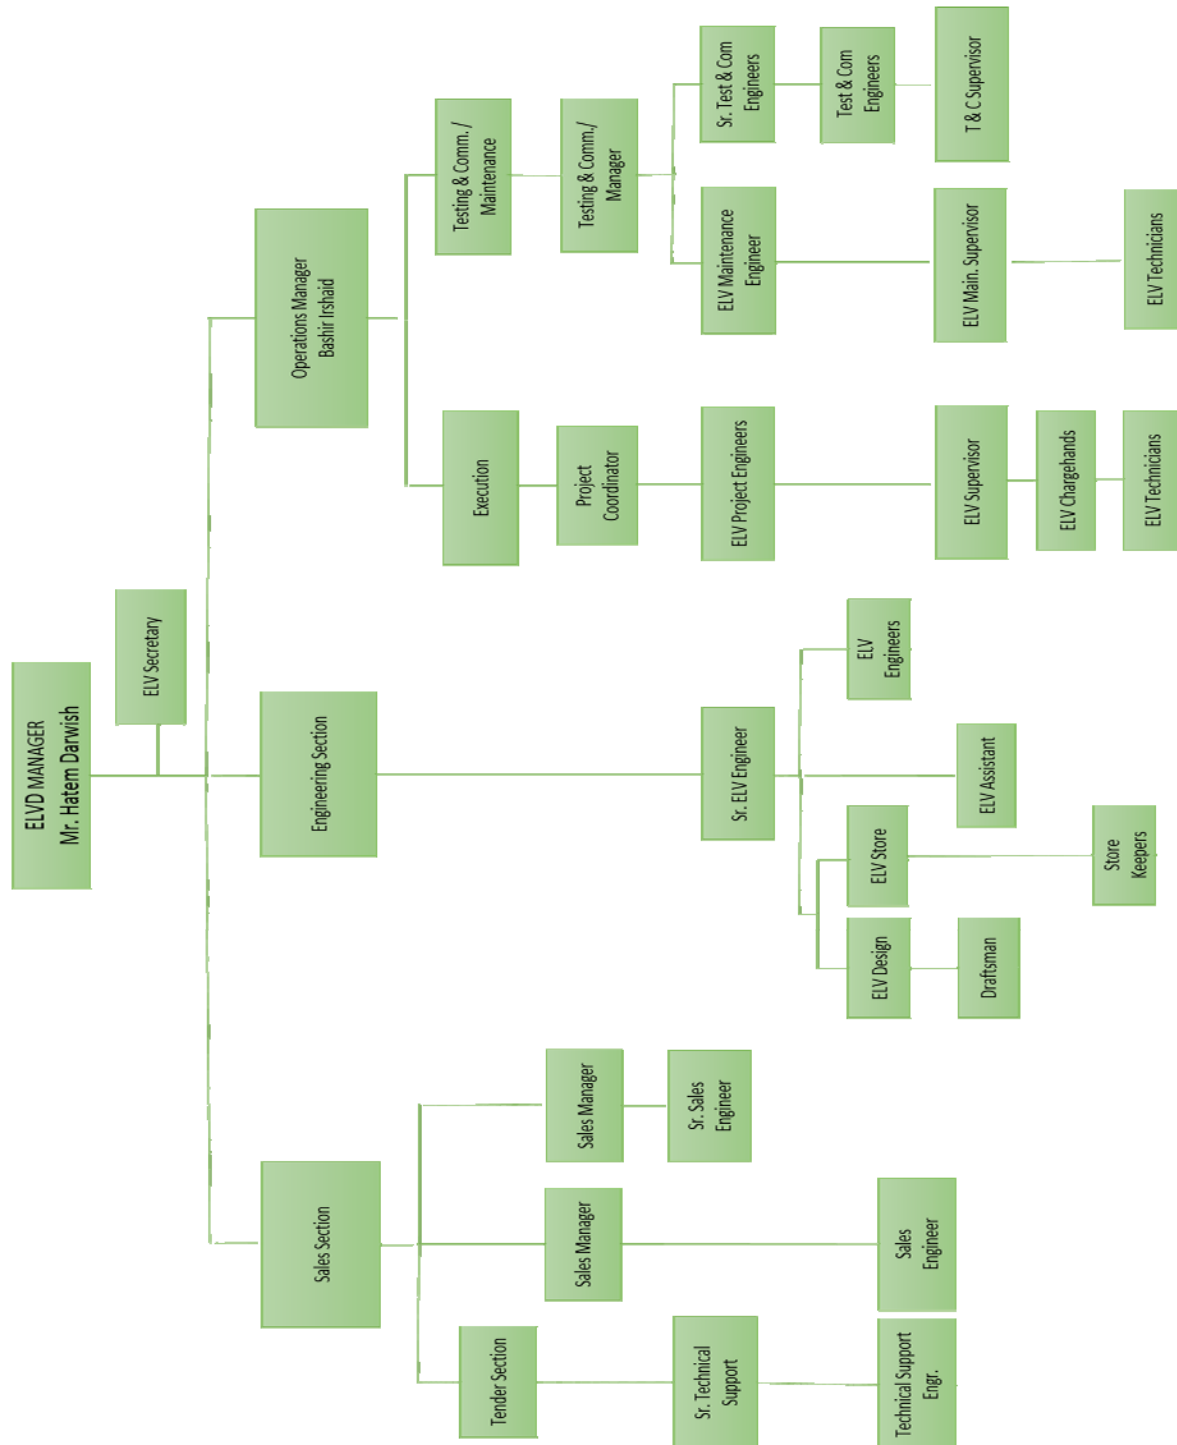 ELVD MANAGER
Mr. Hatem Darwish
ELV Secretary
Sales Section
Engineering Section
Operations Manager
Bashir Irshaid
Tender Section
Sales Manager
Sales Manager
Sr. Technical
Support
Sr. Sales
Engineer
Technical Support
Engr.
Sales
Engineer
Sr. ELV Engineer
ELV Design
ELV Store
ELV Assistant
ELV
Engineers
Draftsman
Store
Keepers
Execution
Testing & Comm./
Maintenance
Project
Coordinator
Testing & Comm./
Manager
ELV Project Engineers
ELV Maintenance
Engineer
Sr. Test & Com
Engineers
Test & Com
Engineers
ELV Supervisor
ELV Main. Supervisor
T & C Supervisor
ELV Chargehands
ELV Technicians
ELV Technicians